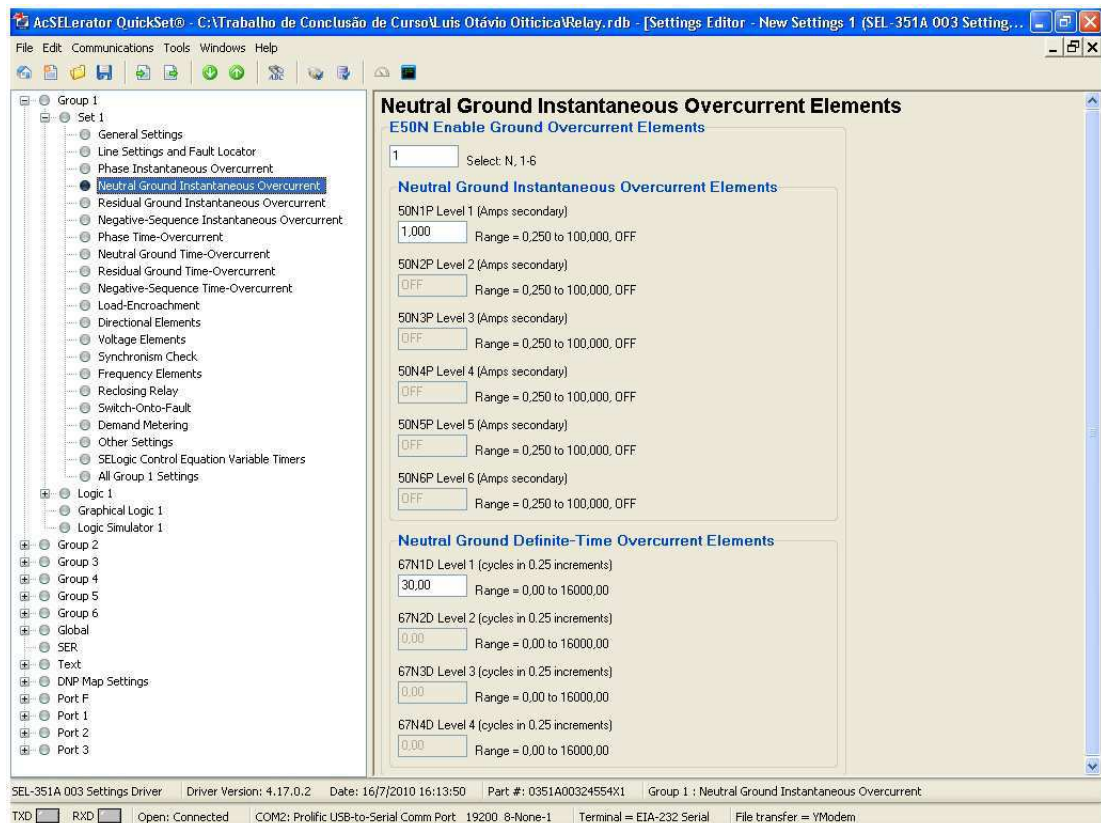 AcSELerator QuickSet® - C:\Trabalho de Conclusão de Curso\Luis Otávio Oiticica\Relay.rdb - [Settings Editor - New Settings 1 (SEL-351A 003 Setting...
File Edit Communications Tools Windows Help
Group 1
Set 1
General Settings
Line Settings and Fault Locator
Phase Instantaneous Overcurrent
Neutral Ground Instantaneous Overcurrent
Residual Ground Instantaneous Overcurrent
Negative-Sequence Instantaneous Overcurrent
Phase Time-Overcurrent
Neutral Ground Time-Overcurrent
Residual Ground Time-Overcurrent
Negative-Sequence Time-Overcurrent
Load-Encroachment
Directional Elements
Voltage Elements
Synchronism Check
Frequency Elements
Reclosing Relay
Switch-Onto-Fault
Demand Metering
Other Settings
SELogic Control Equation Variable Timers
All Group 1 Settings
Logic 1
Graphical Logic 1
Logic Simulator 1
Group 2
Group 3
Group 4
Group 5
Group 6
Global
SER
Text
DNP Map Settings
Port F
Port 1
Port 2
Port 3
Neutral Ground Instantaneous Overcurrent Elements
E50N Enable Ground Overcurrent Elements
1 Select: N, 1-6
Neutral Ground Instantaneous Overcurrent Elements
50N1P Level 1 (Amps secondary)
1,000 Range = 0,250 to 100,000, OFF
50N2P Level 2 (Amps secondary)
OFF Range = 0,250 to 100,000, OFF
50N3P Level 3 (Amps secondary)
OFF Range = 0,250 to 100,000, OFF
50N4P Level 4 (Amps secondary)
OFF Range = 0,250 to 100,000, OFF
50N5P Level 5 (Amps secondary)
OFF Range = 0,250 to 100,000, OFF
50N6P Level 6 (Amps secondary)
OFF Range = 0,250 to 100,000, OFF
Neutral Ground Definite-Time Overcurrent Elements
67N1D Level 1 (cycles in 0.25 increments)
30,00 Range = 0,00 to 16000,00
67N2D Level 2 (cycles in 0.25 increments)
0,00 Range = 0,00 to 16000,00
67N3D Level 3 (cycles in 0.25 increments)
0,00 Range = 0,00 to 16000,00
67N4D Level 4 (cycles in 0.25 increments)
0,00 Range = 0,00 to 16000,00
SEL-351A 003 Settings Driver Driver Version: 4.17.0.2 Date: 16/7/2010 16:13:50 Part #: 0351A00324554X1 Group 1 : Neutral Ground Instantaneous Overcurrent
TXD RXD Open: Connected COM2: Prolific USB-to-Serial Comm Port 19200 8-None-1 Terminal = EIA-232 Serial File transfer = YModem